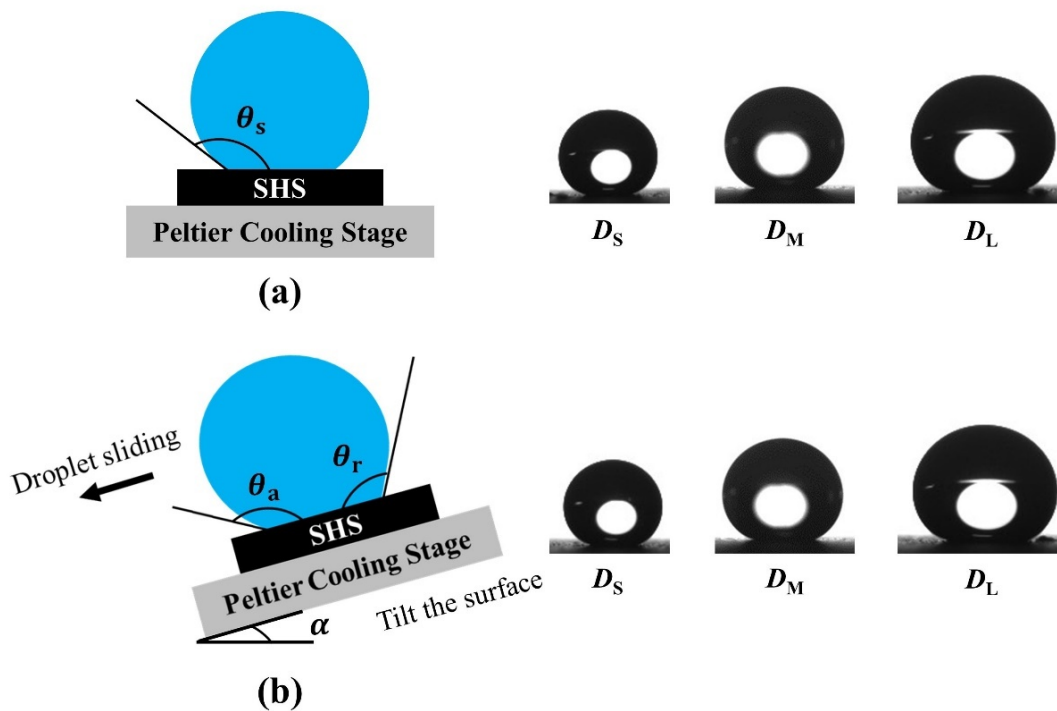 θs
SHS
Peltier Cooling Stage
(a)
DS
DM
DL
Droplet sliding
θa
θr
SHS
Peltier Cooling Stage
Tilt the surface
α
(b)
DS
DM
DL